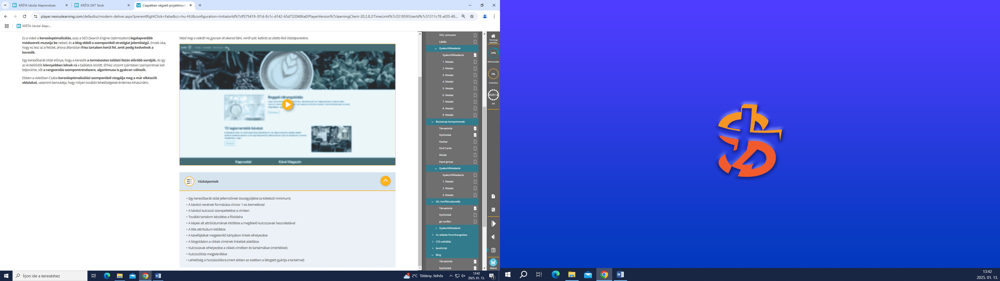 KRÉTA Iskolai Alaprendszer
KRÉTA DKT Tanár
Csapatban végzett projektmun
player.nexiuslearning.com/defaultui/modern-deliver.aspx?preventRightClick=False&cc=hu-HU&configuration=InitiatorId%7cff375419-3f1d-8c1c-d142-65d7220486a0!PlayerVersion%7clearningClient-20.2.8.2!TimeLimit%7c331859!UserId%7c31311c78-af20-48...
KRÉTA Iskolai Alapr...
Ez a videó a keresőoptimalizálás, azaz a SEO (Search Engine Optimization) legalapvetőbb
módszereit mutatja be neked, és a blog ebből a szempontból stratégiai jelentőségű. Ennek oka,
hogy ez lesz az a felület, ahova állandóan friss tartalom kerül fel, amit pedig kedvelnek a
keresők.
Egy keresőbarát oldal előnye, hogy a keresők a természetes találati listán előrébb sorolják, és így
az érdeklődők könnyebben lelnek rá a találatok között. Ehhez viszont számtalan szempontnak kell
teljesülnie, sőt a rangsorolás szempontrendszere, algoritmusa is gyakran változik.
Ebben a videóban Csaba keresőoptimalizálási szempontból vizsgálja meg a már elkészült
oldalakat, valamint bemutatja, hogy milyen további lehetőségeket érdemes kihasználni.
Nézd meg a videót! Ha gyorsan át akarod látni, miről szól, kattints az alatta lévő Vázlatpontokra.
Reggeli ráhangolódás
10 legismertebb kávézó
Kapcsolat
Kávé Magazin
Vázlatpontok
• Egy keresőbarát oldal jellemzőinek összegyűjtése (a kötelező minimum)
• A kávézó nevének formázása címsor 1-es kiemeléssel
• A kávézó kulcsszó szerepeltetése a címben
• További tartalom készítése a főoldalra
• A képek alt attribútumának kitöltése a megfelelő kulcsszavak használatával
• A title attribútum kitöltése
• A kávéfajtákat megjelenítő kártyákon linkek elhelyezése
• A blogoldalon a cikkek címének linkekké alakítása
• Kulcsszavak elhelyezése a cikkek címében és tartalmában (mértékkel)
• Kulcsszólista megjelenítése
• Lehetőség a hozzászólásra (mert ebben az esetben a látogató gyártja a tartalmat)
SVG, színcsere
Lábléc
Gyakorlófeladatok
Gyakorlófeladatok
1. feladat
2. feladat
3. feladat
4. feladat
5. feladat
6. feladat
7. feladat
8. feladat
9. feladat
Bootstrap-komponensek
Témakörök
Nyitóoldal
Navbar
Grid Cards
Modal
Input group
Gyakorlófeladatok
Gyakorlófeladatok
1. feladat
2. feladat
3. feladat
Git, konfliktuskezelés
Témakörök
Nyitóoldal
git conflict
Gyakorlófeladatok
Az oldalak finomhangolása
CSS-validálás
JavaScript
Blog
Témakörök
Nyitóoldal
Tananyag
bezárása
29%
Előrehaladás
0%
Eredmény
5529:14
Idő
Menü
Írjon ide a kereséshez
2°C Többny. felhős
13:42
2025. 01. 13.
1
13:42
2025. 01. 13.